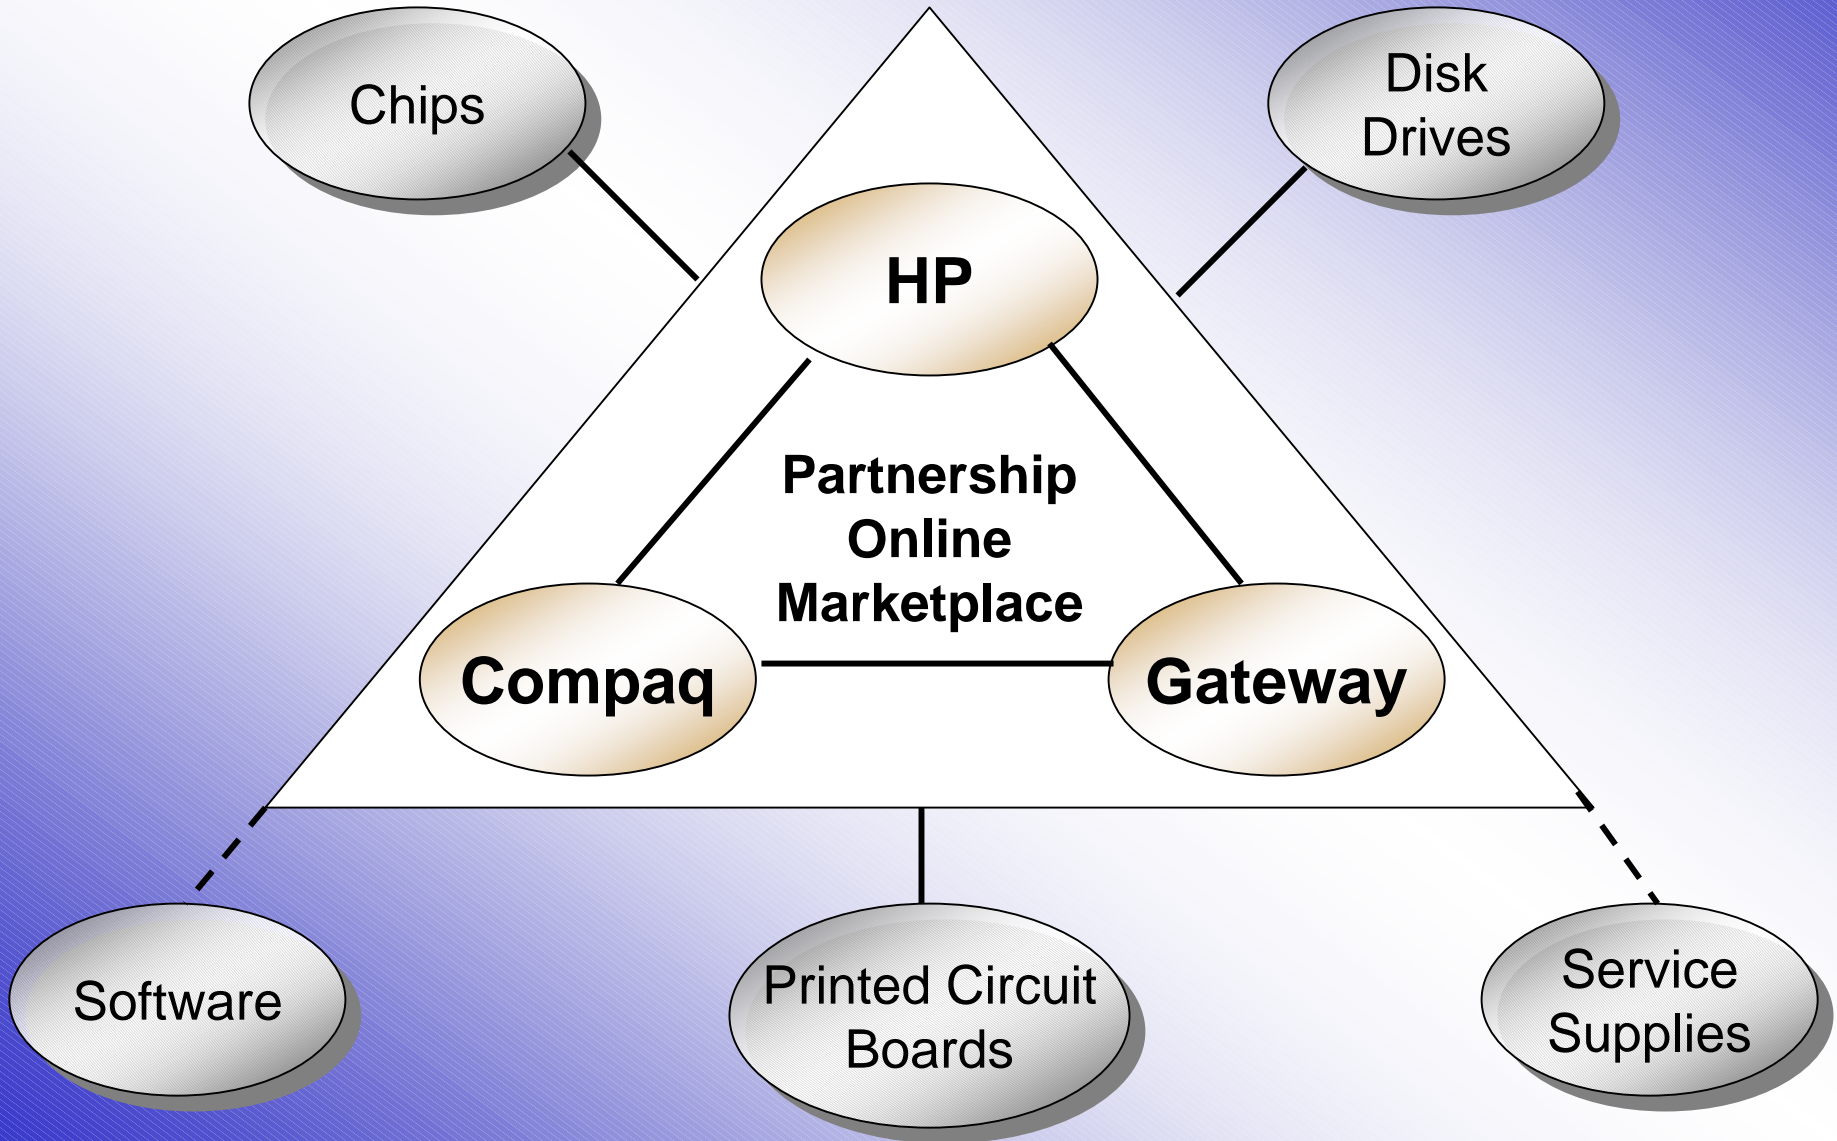 Chips
Disk
Drives
HP
Partnership
Online
Marketplace
Compaq
Gateway
Software
Printed Circuit
Boards
Service
Supplies